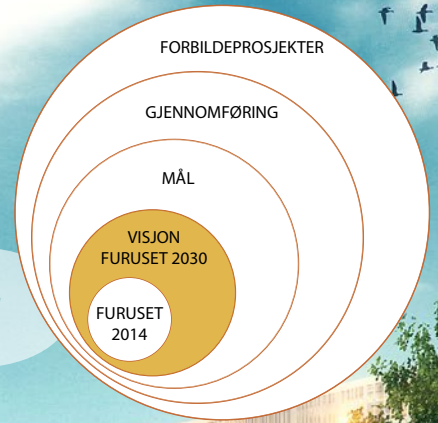 FORBILDEPROSJEKTER
GJENNOMFØRING
MÅL
VISJON
FURUSET 2030
FURUSET
2014